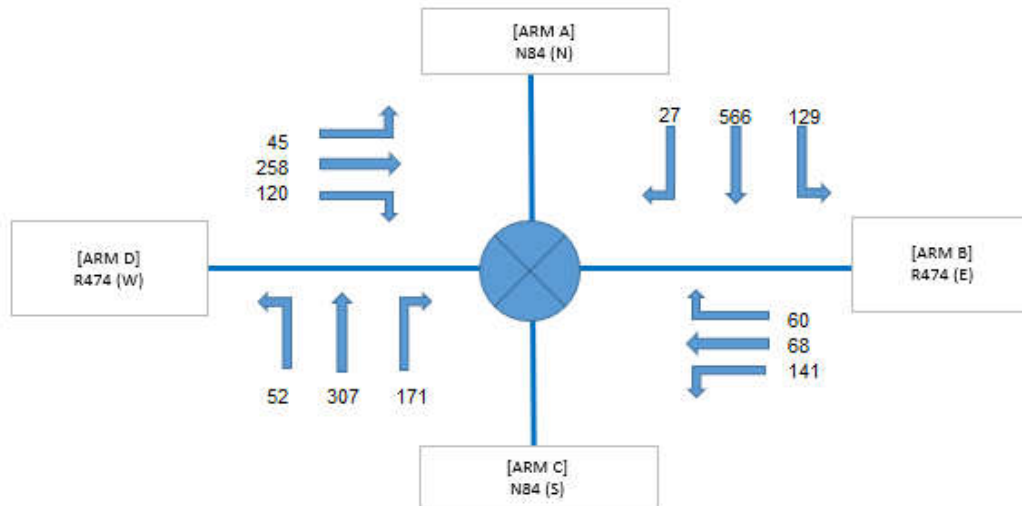 [ARM A]
N84 (N)
27 566 129
45
258
120
[ARM D]
R474 (W)
[ARM B]
R474 (E)
60
68
141
52 307 171
[ARM C]
N84 (S)